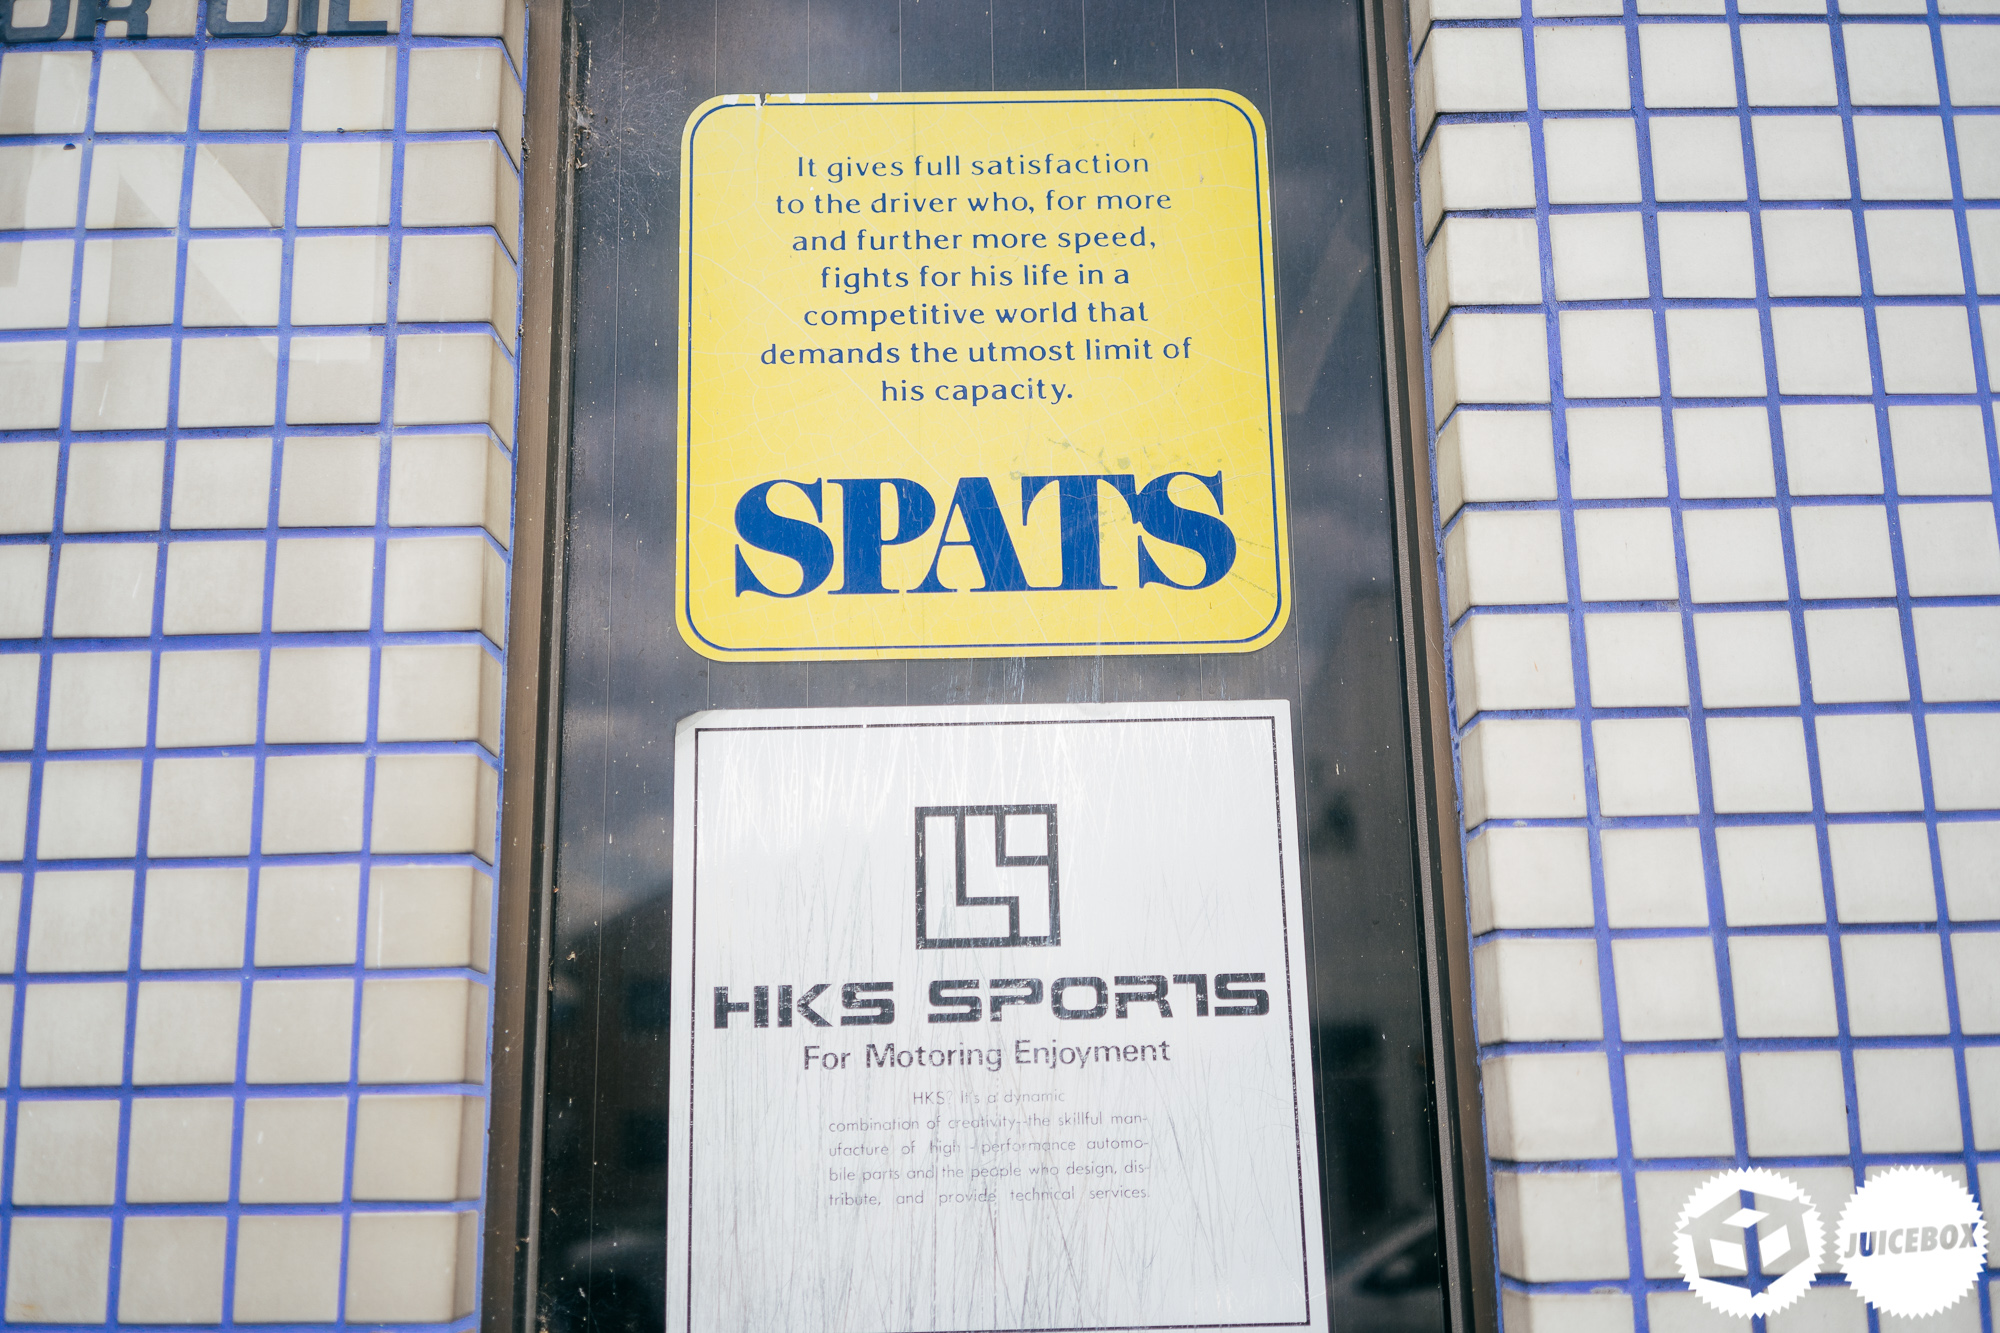 OR OIL
N
It gives full satisfaction
to the driver who, for more
and further more speed,
fights for his life in a
competitive world that
demands the utmost limit of
his capacity.
SPATS
HKS SPORTS
For Motoring Enjoyment
HKS? It's a dynamic
combination of creativity--the skillful man-
ufacture of high-performance automo-
bile parts and the people who design, dis-
tribute, and provide technical services.
JUICEBOX